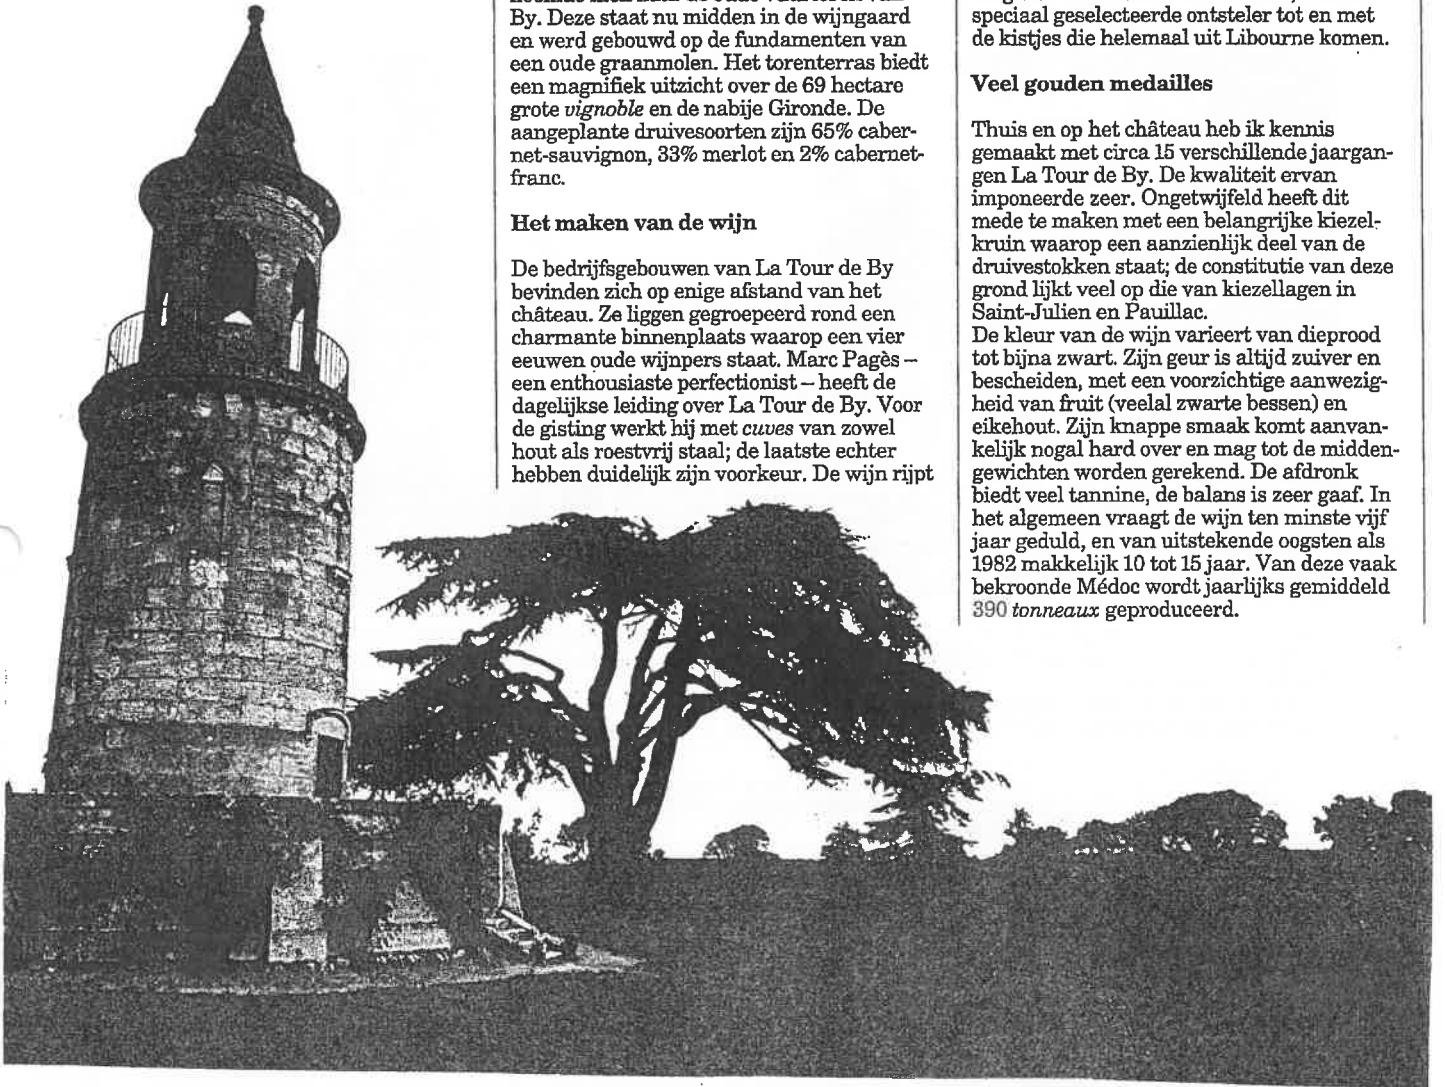 By. Deze staat nu midden in de wijngaard
en werd gebouwd op de fundamenten van
een oude graanmolen. Het torenterras biedt
een magnifiek uitzicht over de 69 hectare
grote vignoble en de nabije Gironde. De
aangeplante druivesoorten zijn 65% caber-
net-sauvignon, 33% merlot en 2% cabernet-
franc.
Het maken van de wijn
De bedrijfsgebouwen van La Tour de By
bevinden zich op enige afstand van het
château. Ze liggen gegroepeerd rond een
charmante binnenplaats waarop een vier
eeuwen oude wijnpers staat. Marc Pagès –
een enthousiaste perfectionist – heeft de
dagelijkse leiding over La Tour de By. Voor
de gisting werkt hij met cuves van zowel
hout als roestvrij staal; de laatste echter
hebben duidelijk zijn voorkeur. De wijn rijpt
speciaal geselecteerde ontsteler tot en met
de kistjes die helemaal uit Libourne komen.
Veel gouden medailles
Thuis en op het château heb ik kennis
gemaakt met circa 15 verschillende jaargan-
gen La Tour de By. De kwaliteit ervan
imponeerde zeer. Ongetwijfeld heeft dit
mede te maken met een belangrijke kiezel-
kruin waarop een aanzienlijk deel van de
druivestokken staat; de constitutie van deze
grond lijkt veel op die van kiezellagen in
Saint-Julien en Pauillac.
De kleur van de wijn varieert van dieprood
tot bijna zwart. Zijn geur is altijd zuiver en
bescheiden, met een voorzichtige aanwezig-
heid van fruit (veelal zwarte bessen) en
eikehout. Zijn knappe smaak komt aanvan-
kelijk nogal hard over en mag tot de midden-
gewichten worden gerekend. De afdronk
biedt veel tannine, de balans is zeer gaaf. In
het algemeen vraagt de wijn ten minste vijf
jaar geduld, en van uitstekende oogsten als
1982 makkelijk 10 tot 15 jaar. Van deze vaak
bekroonde Médoc wordt jaarlijks gemiddeld
390 tonneaux geproduceerd.